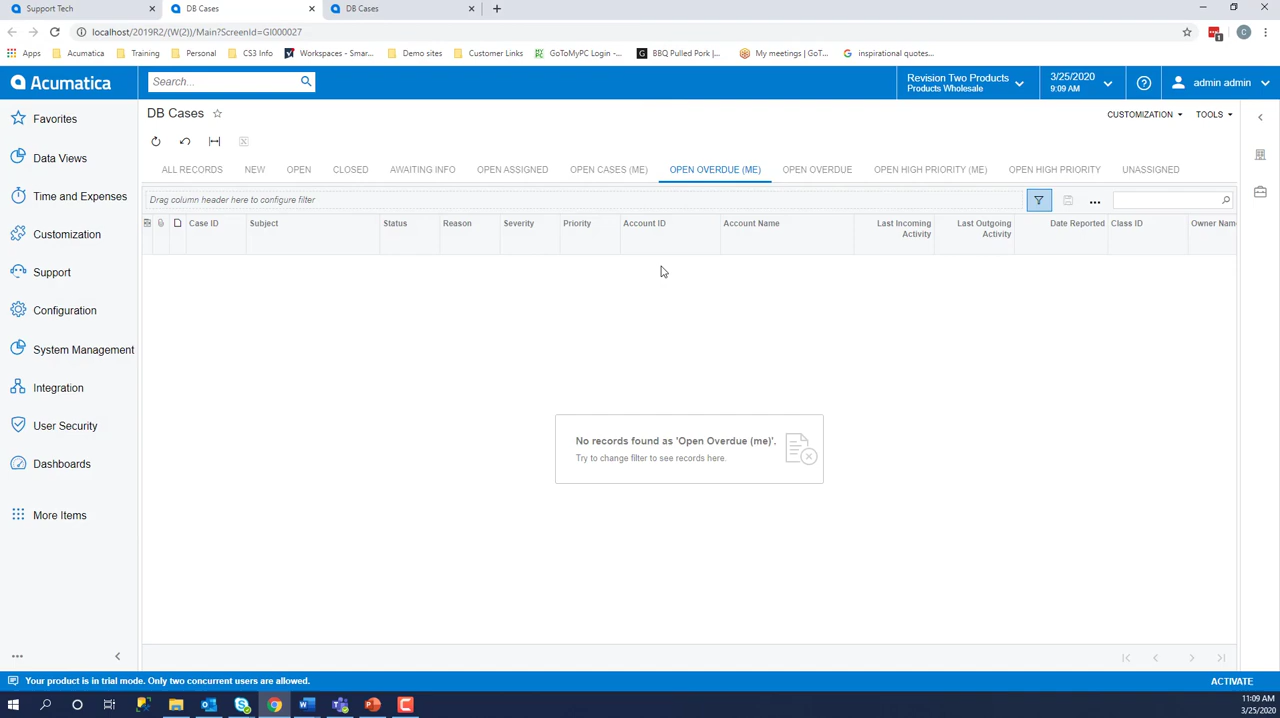 Support Tech
DB Cases
DB Cases
localhost/2019R2/(W(2))/Main?ScreenId=GI000027
Apps
Acumatica
Training
Personal
CS3 Info
Workspaces - Smar...
Demo sites
Customer Links
GoToMyPC Login -...
BBQ Pulled Pork |...
My meetings | GoT...
inspirational quotes...
Acumatica
Search...
Revision Two Products
Products Wholesale
3/25/2020
9:09 AM
admin admin
Favorites
Data Views
Time and Expenses
Customization
Support
Configuration
System Management
Integration
User Security
Dashboards
More Items
DB Cases
CUSTOMIZATION
TOOLS
ALL RECORDS
NEW
OPEN
CLOSED
AWAITING INFO
OPEN ASSIGNED
OPEN CASES (ME)
OPEN OVERDUE (ME)
OPEN OVERDUE
OPEN HIGH PRIORITY (ME)
OPEN HIGH PRIORITY
UNASSIGNED
Drag column header here to configure filter
Case ID
Subject
Status
Reason
Severity
Priority
Account ID
Account Name
Last Incoming
Activity
Last Outgoing
Activity
Date Reported
Class ID
Owner Nam
No records found as 'Open Overdue (me)'.
Try to change filter to see records here.
Your product is in trial mode. Only two concurrent users are allowed.
ACTIVATE
11:09 AM
3/25/2020